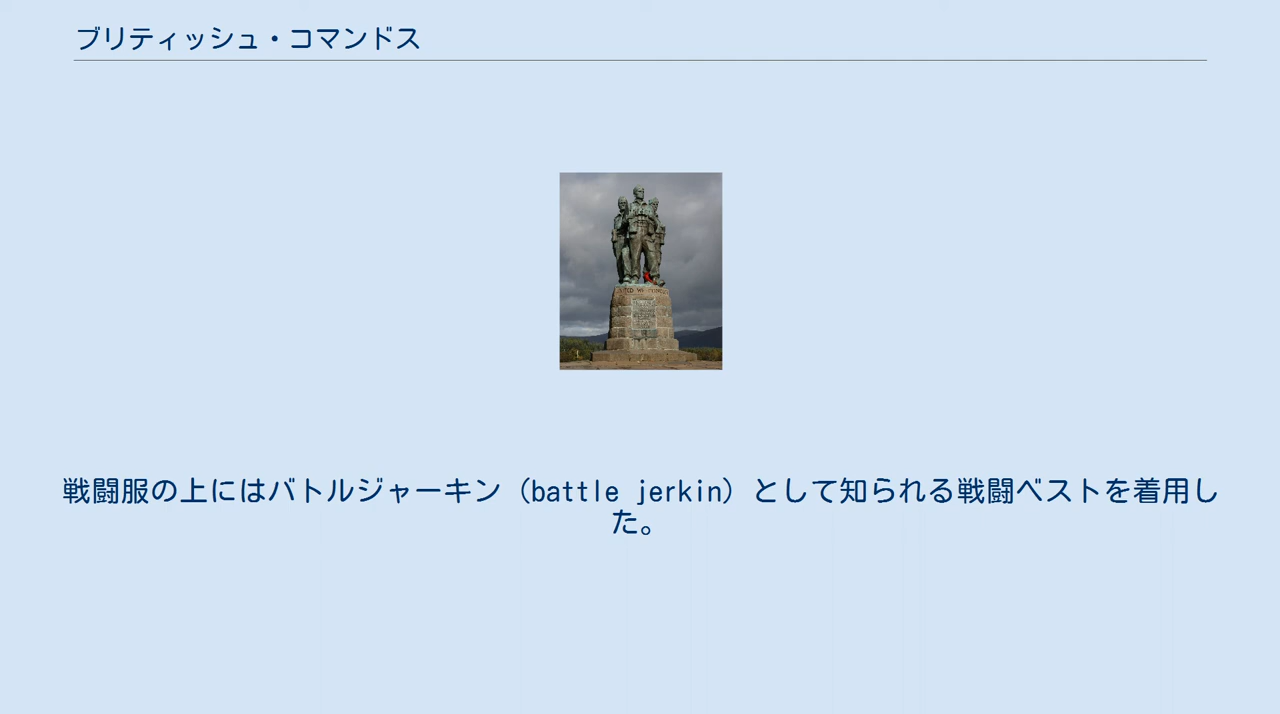 ブリティッシュ・コマンドス
戦闘服の上にはバトルジャーキン（battle jerkin）として知られる戦闘ベストを着用し
た。